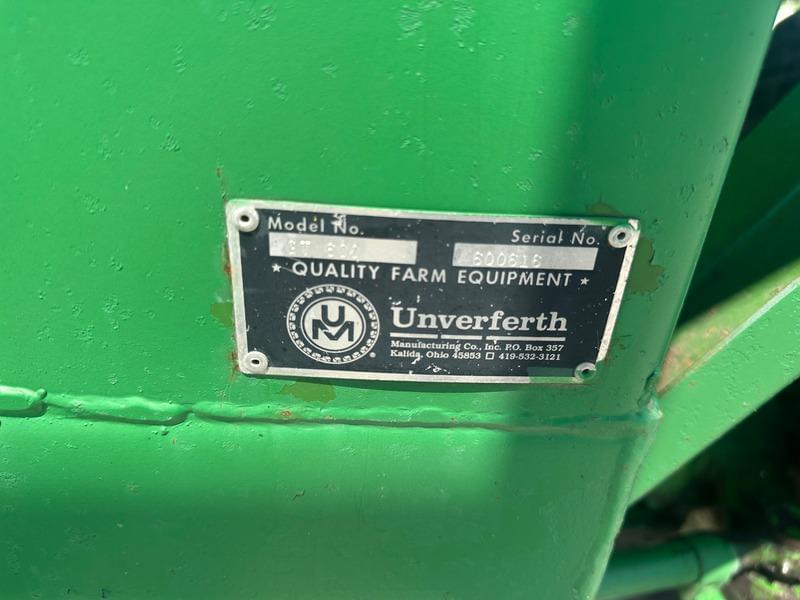 Model No.
Serial No.
600616
★ QUALITY FARM EQUIPMENT ★
UM
Unverferth
Manufacturing Co., Inc. P.O. Box 357
Kalida, Ohio 45853 □ 419-532-3121